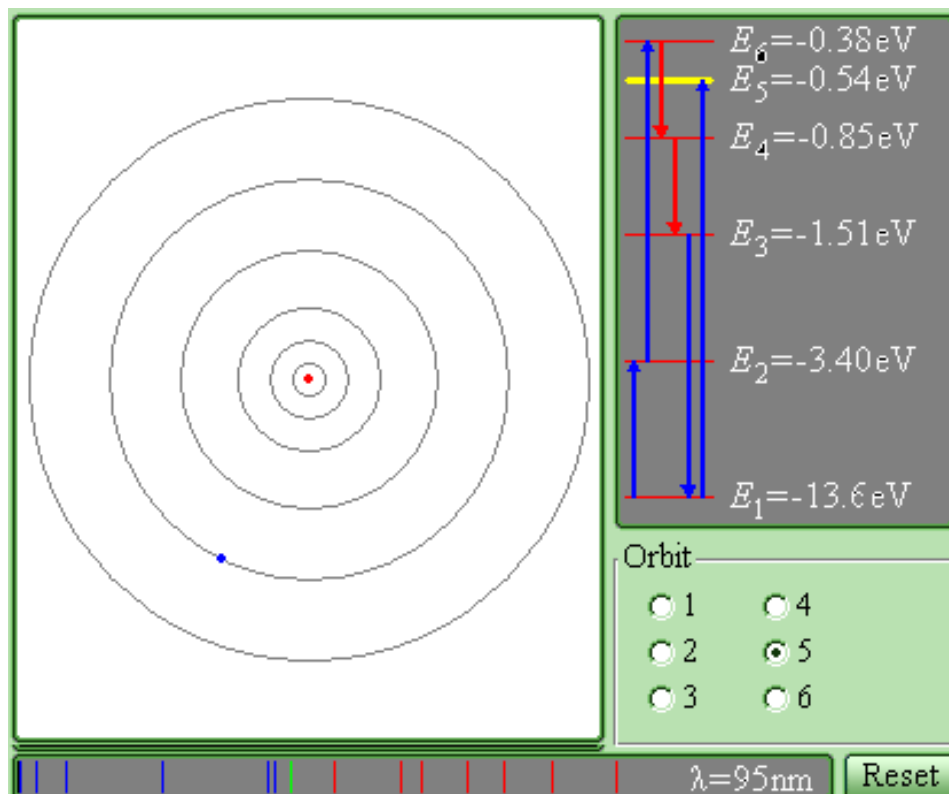 E₆=-0.38eV
E₅=-0.54eV
E₄=-0.85eV
E₃=-1.51eV
E₂=-3.40eV
E₁=-13.6eV
Orbit
1 4
2 5
3 6
λ=95nm Reset